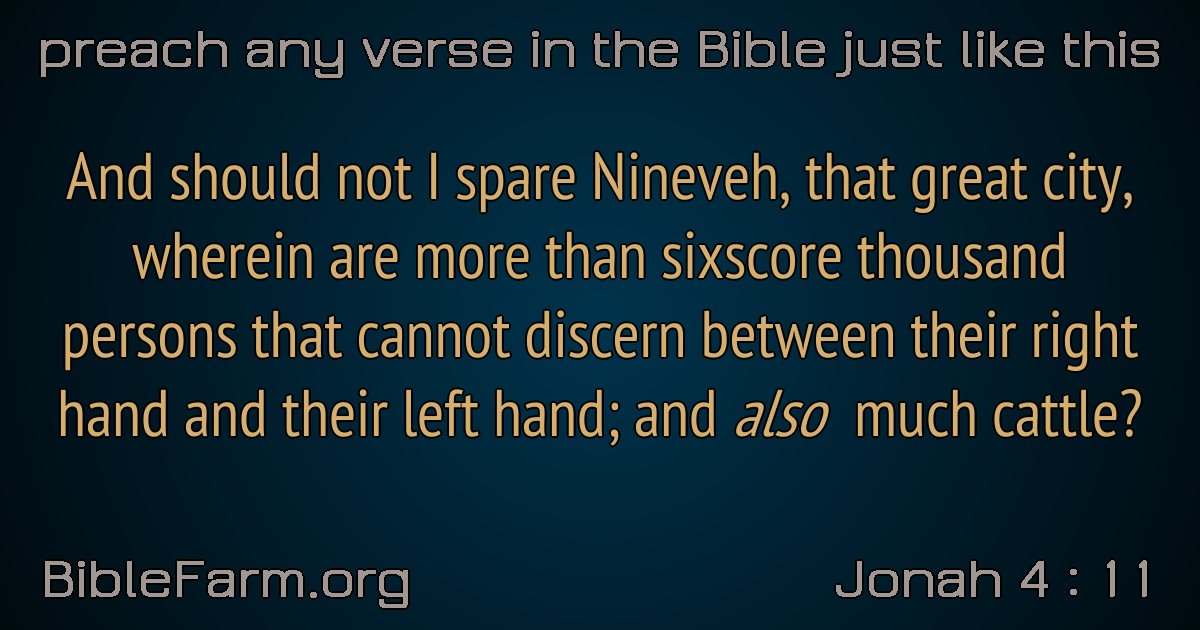 preach any verse in the Bible just like this
And should not I spare Nineveh, that great city,
wherein are more than sixscore thousand
persons that cannot discern between their right
hand and their left hand; and also much cattle?
BibleFarm.org
Jonah 4 : 11